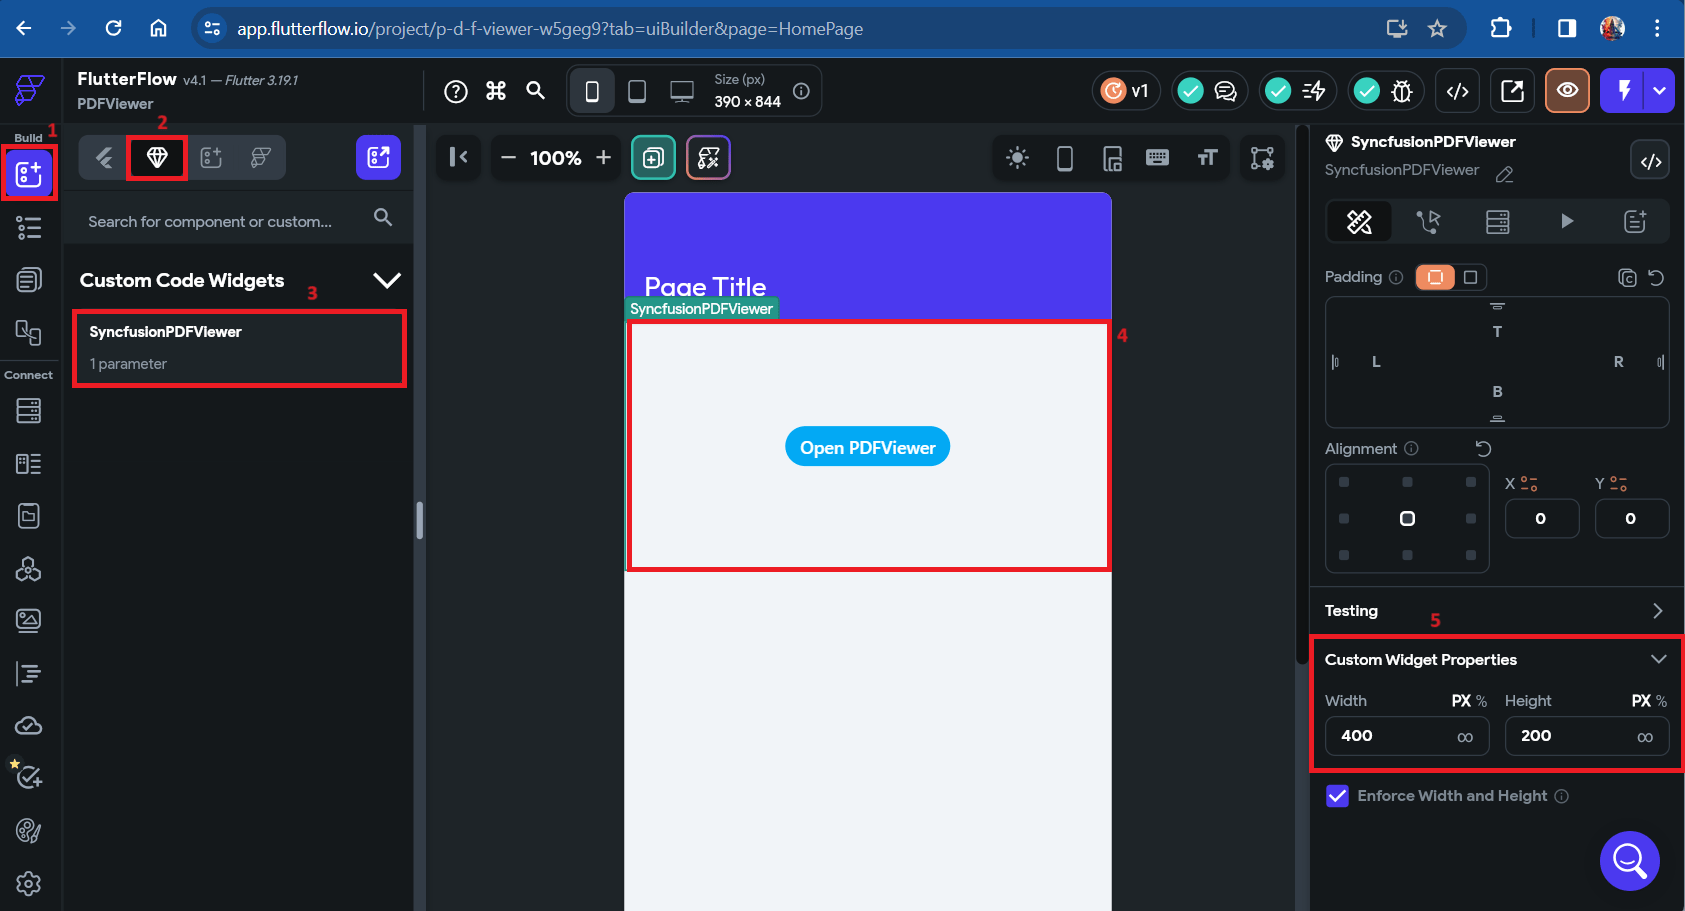 app.flutterflow.io/project/p-d-f-viewer-w5geg9?tab=uiBuilder&page=HomePage
FlutterFlow v4.1 — Flutter 3.19.1
PDFViewer
Size (px)
390 × 844
v1
Build 1
2
100%
Search for component or custom...
Custom Code Widgets
3
SyncfusionPDFViewer
1 parameter
Connect
Page Title
SyncfusionPDFViewer
4
Open PDFViewer
SyncfusionPDFViewer
SyncfusionPDFViewer
Padding
T
L R
B
Alignment
X Y
0 0
Testing
5
Custom Widget Properties
Width PX % Height PX %
400 ∞ 200 ∞
Enforce Width and Height